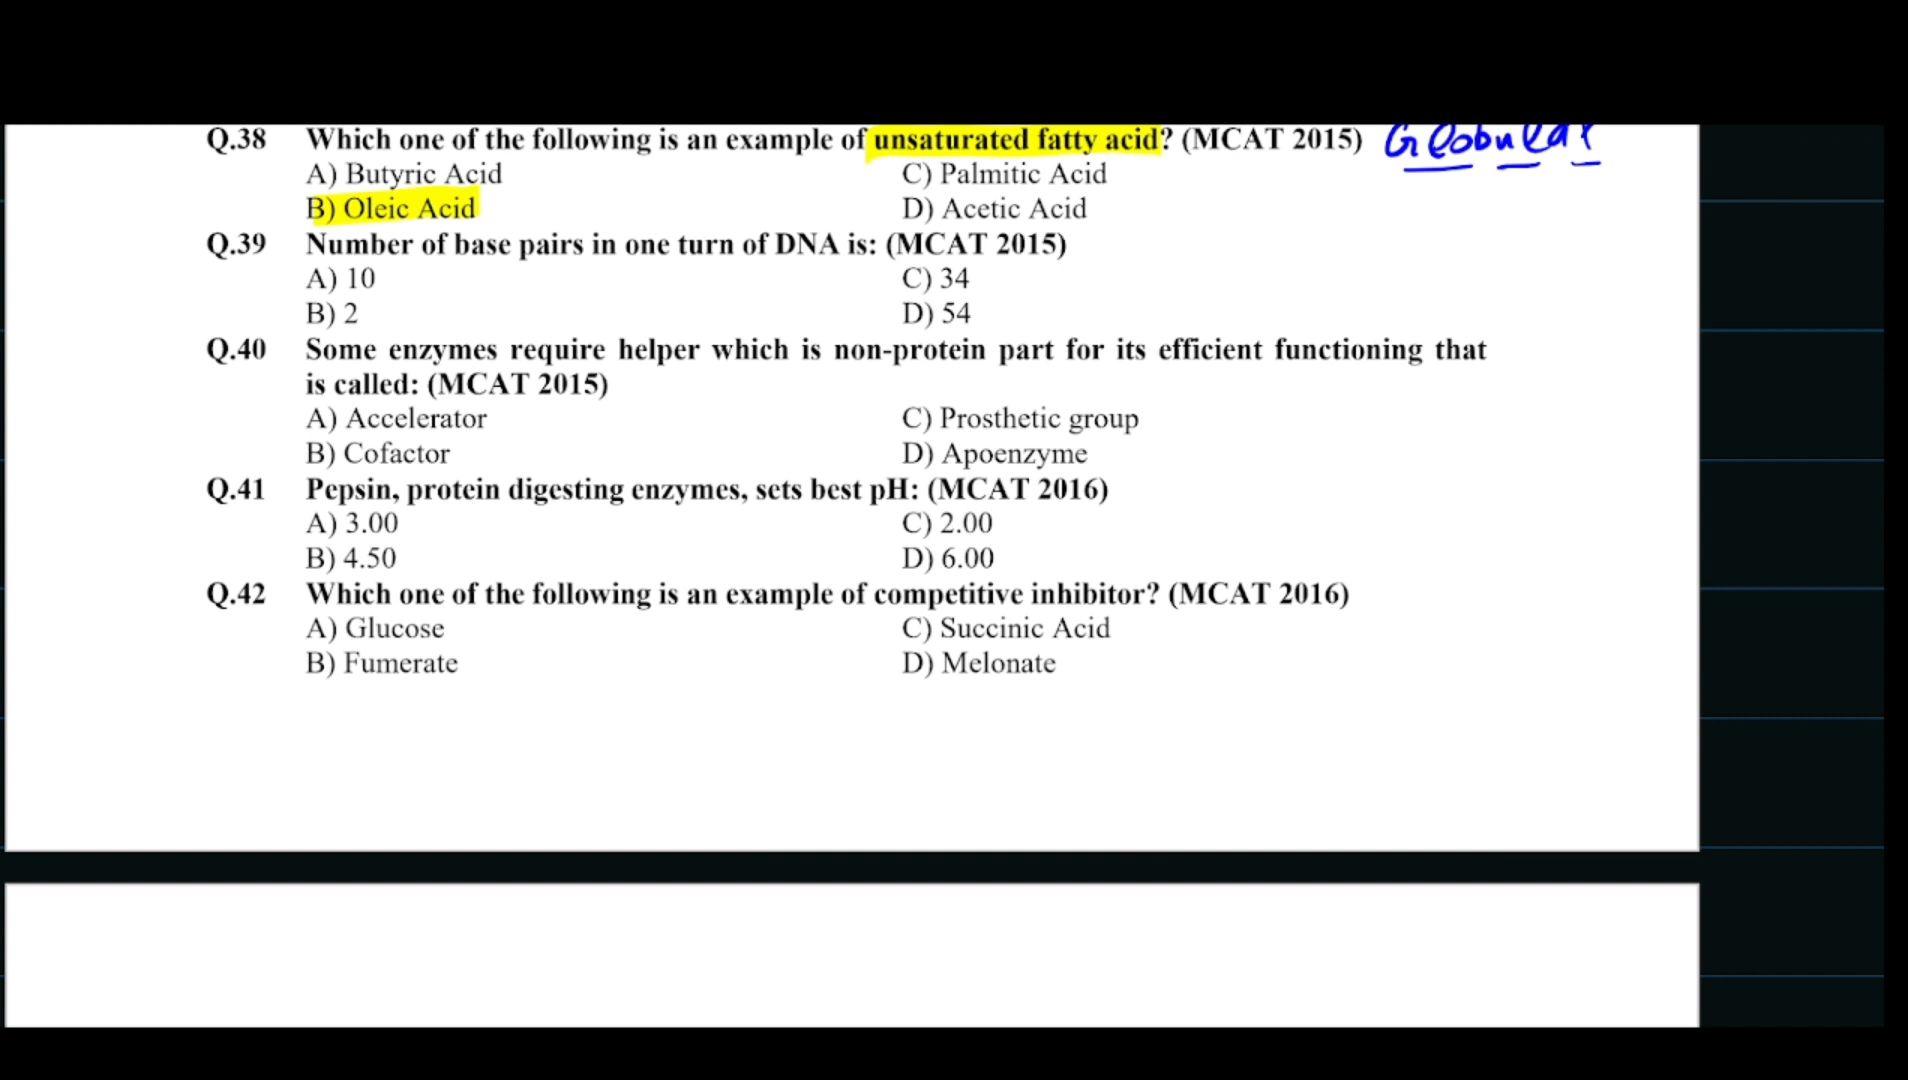 Q.38 Which one of the following is an example of unsaturated fatty acid? (MCAT 2015) Globular
A) Butyric Acid C) Palmitic Acid
B) Oleic Acid D) Acetic Acid
Q.39 Number of base pairs in one turn of DNA is: (MCAT 2015)
A) 10 C) 34
B) 2 D) 54
Q.40 Some enzymes require helper which is non-protein part for its efficient functioning that
is called: (MCAT 2015)
A) Accelerator C) Prosthetic group
B) Cofactor D) Apoenzyme
Q.41 Pepsin, protein digesting enzymes, sets best pH: (MCAT 2016)
A) 3.00 C) 2.00
B) 4.50 D) 6.00
Q.42 Which one of the following is an example of competitive inhibitor? (MCAT 2016)
A) Glucose C) Succinic Acid
B) Fumerate D) Melonate